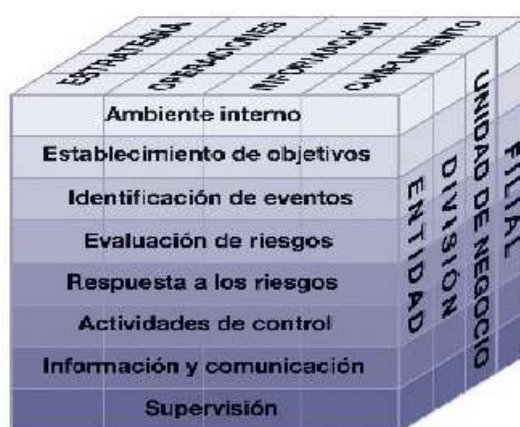 ESTRATEGIA
OPERACIONES
INFORMACIÓN
CUMPLIMIENTO
Ambiente interno
Establecimiento de objetivos
Identificación de eventos
Evaluación de riesgos
Respuesta a los riesgos
Actividades de control
Información y comunicación
Supervisión
ENTIDAD
DIVISIÓN
UNIDAD DE NEGOCIO
FILIAL